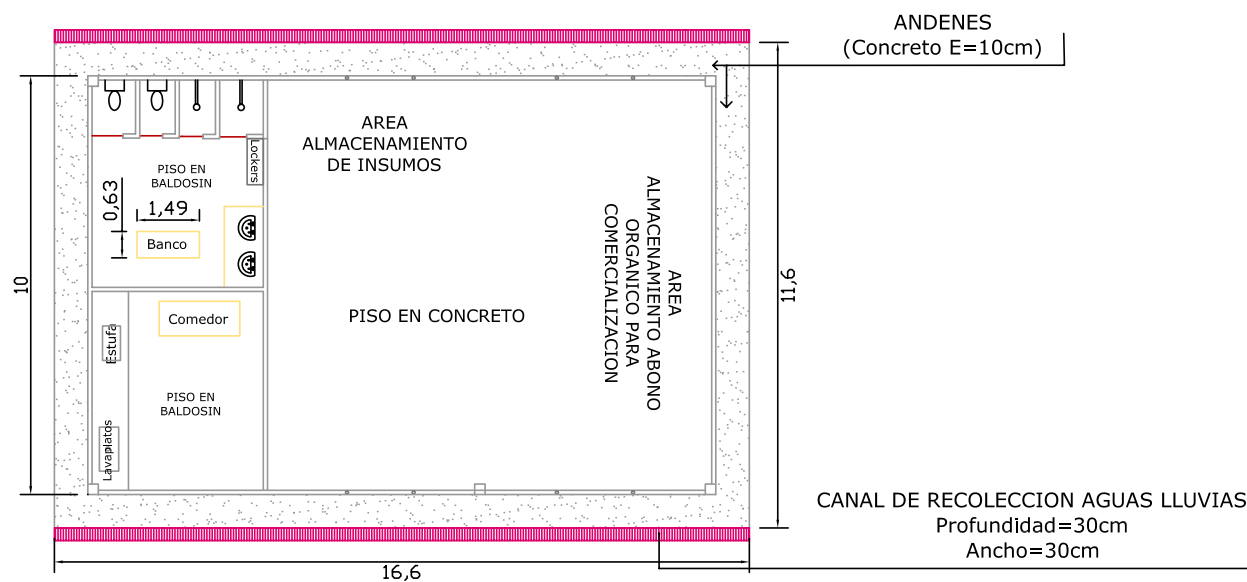 ANDENES
(Concreto E=10cm)
AREA
ALMACENAMIENTO
DE INSUMOS
Lockers
PISO EN
BALDOSIN
0,63
1,49
Banco
10
AREA
ALMACENAMIENTO ABONO
ORGANICO PARA
COMERCIALIZACION
11,6
Comedor
PISO EN CONCRETO
Estufa
PISO EN
BALDOSIN
Lavaplatos
CANAL DE RECOLECCION AGUAS LLUVIAS
Profundidad=30cm
Ancho=30cm
16,6